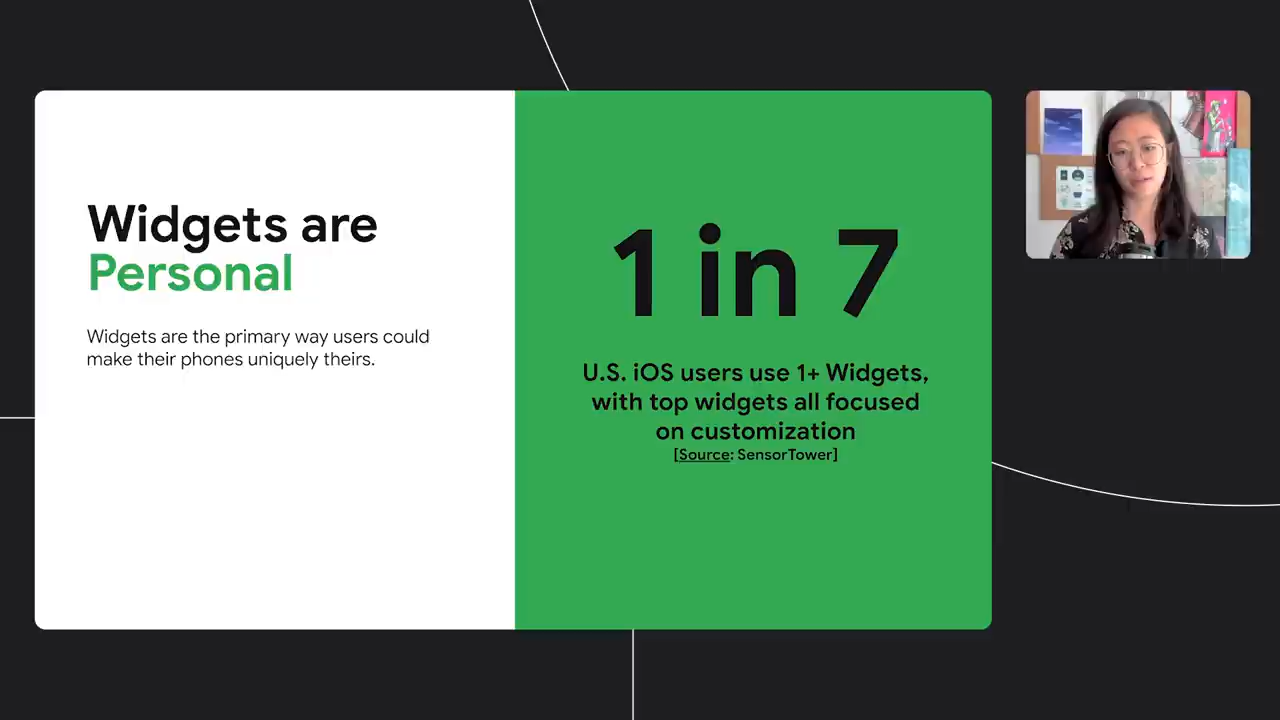 Widgets are
Personal
Widgets are the primary way users could
make their phones uniquely theirs.
1 in 7
U.S. iOS users use 1+ Widgets,
with top widgets all focused
on customization
[Source: SensorTower]